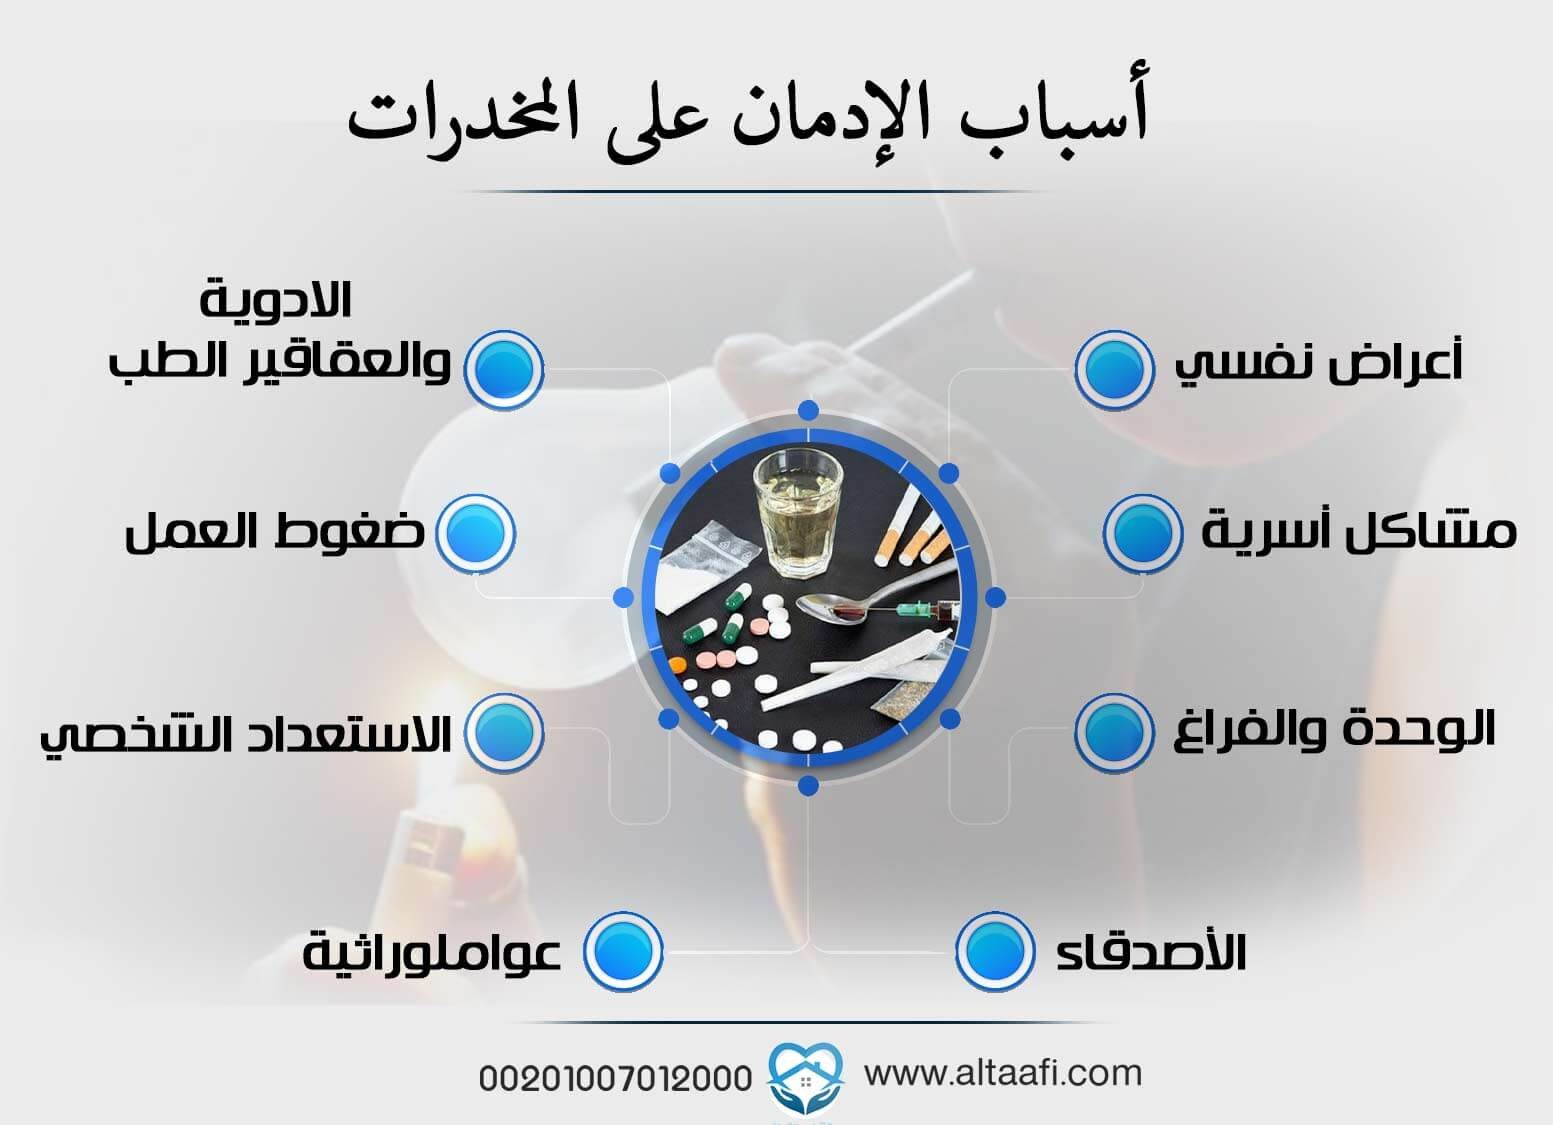 أسباب الإدمان على المخدرات
أعراض نفسي
مشاكل أسرية
الوحدة والفراغ
الأصدقاء
الادوية
والعقاقير الطب
ضغوط العمل
الاستعداد الشخصي
عواملوراثية
00201007012000
www.altaafi.com